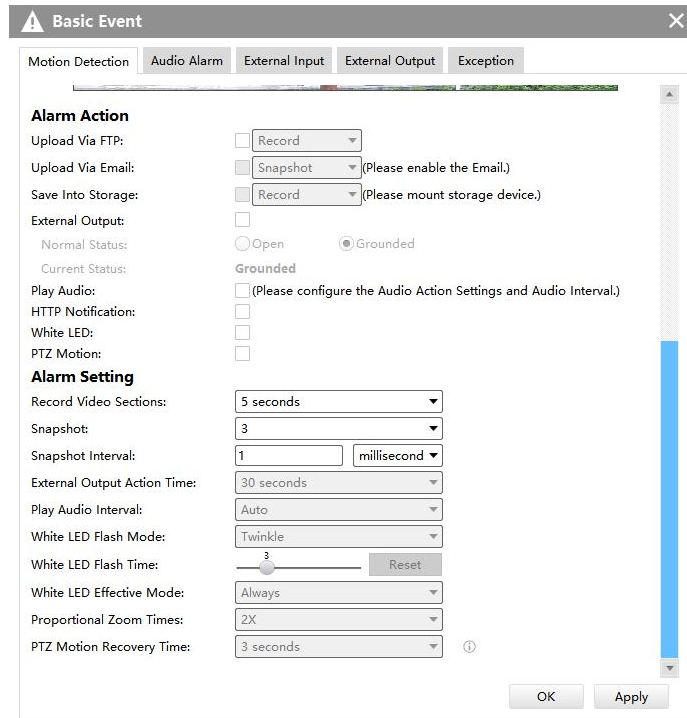 Basic Event
Motion Detection Audio Alarm External Input External Output Exception
Alarm Action
Upload Via FTP: Record
Upload Via Email: Snapshot (Please enable the Email.)
Save Into Storage: Record (Please mount storage device.)
External Output:
Normal Status: Open Grounded
Current Status: Grounded
Play Audio: (Please configure the Audio Action Settings and Audio Interval.)
HTTP Notification:
White LED:
PTZ Motion:
Alarm Setting
Record Video Sections: 5 seconds
Snapshot: 3
Snapshot Interval: 1 millisecond
External Output Action Time: 30 seconds
Play Audio Interval: Auto
White LED Flash Mode: Twinkle
White LED Flash Time: 3 Reset
White LED Effective Mode: Always
Proportional Zoom Times: 2X
PTZ Motion Recovery Time: 3 seconds
OK Apply